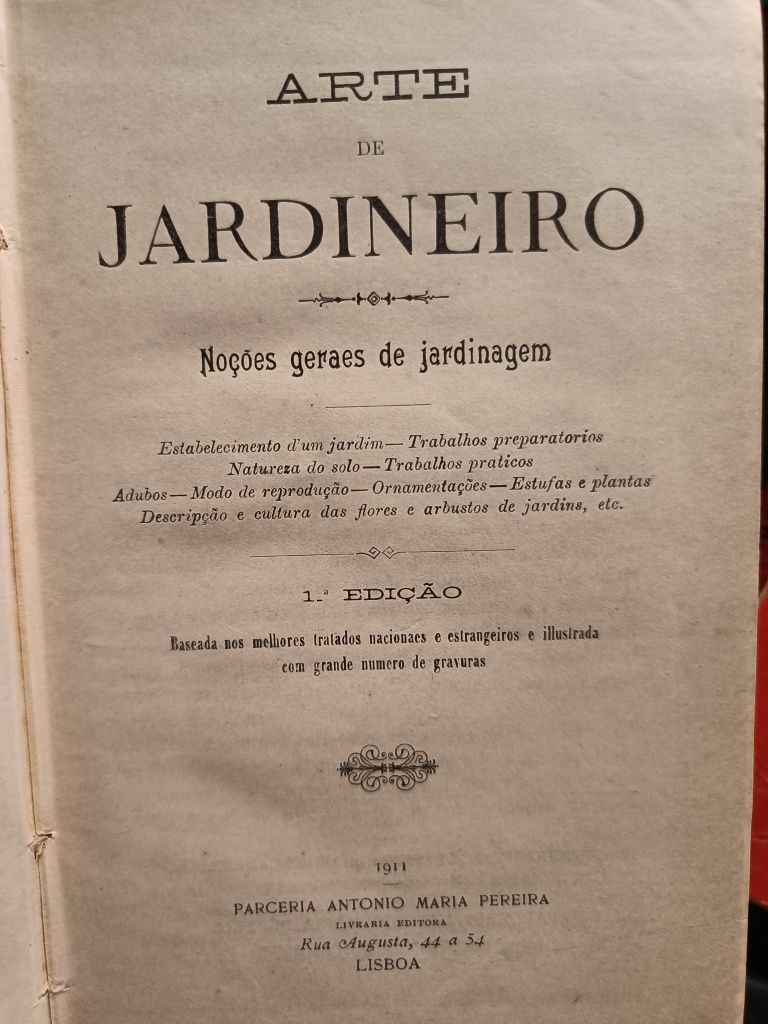 ARTE
DE
JARDINEIRO
Noções geraes de jardinagem
Estabelecimento d'um jardim—Trabalhos preparatorios
Natureza do solo—Trabalhos praticos
Adubos—Modo de reprodução—Ornamentações—Estufas e plantas
Descripção e cultura das flores e arbustos de jardins, etc.
1.ª EDIÇÃO
Baseada nos melhores tratados nacionaes e estrangeiros e illustrada
com grande numero de gravuras
1911
PARCERIA ANTONIO MARIA PEREIRA
LIVRARIA EDITORA
Rua Augusta, 44 a 54
LISBOA